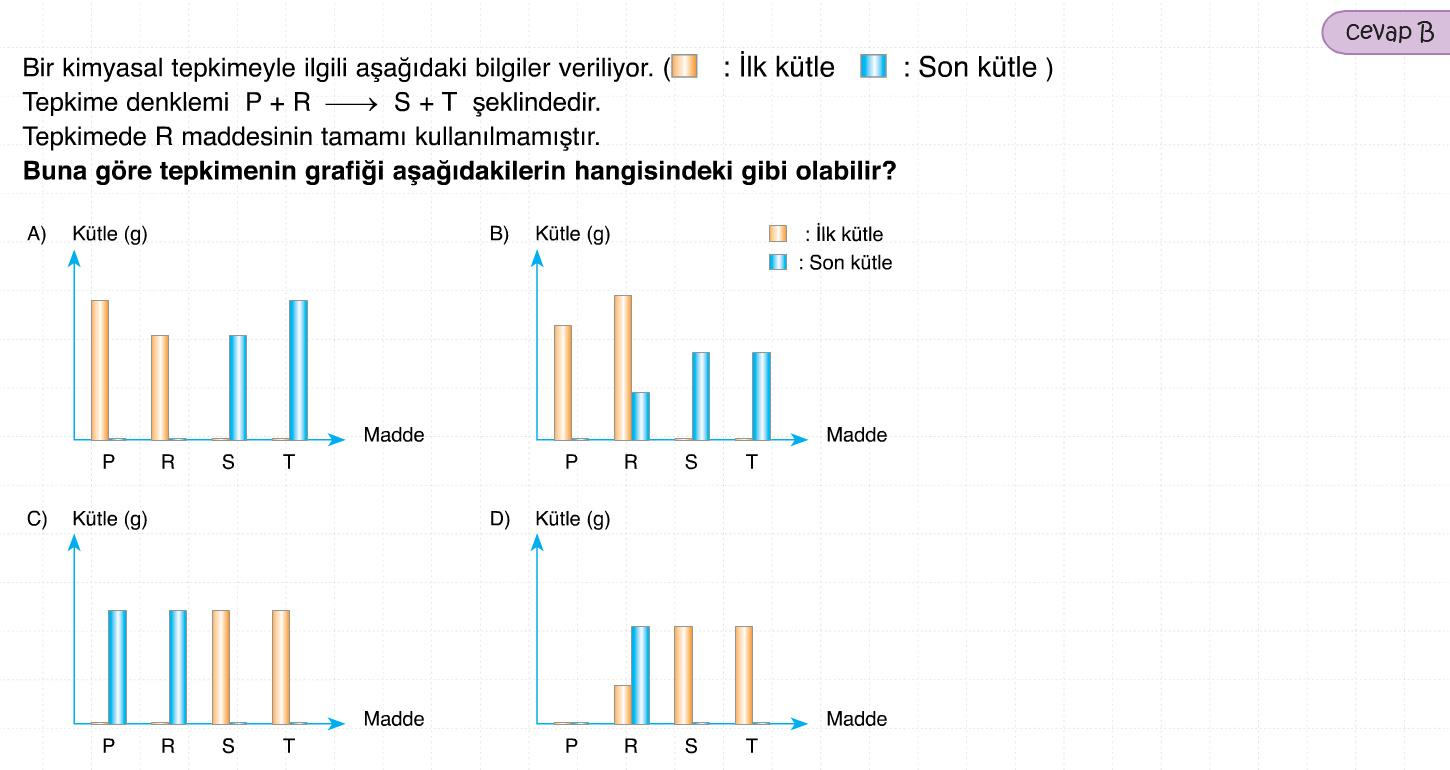 cevap B
Bir kimyasal tepkimeyle ilgili aşağıdaki bilgiler veriliyor. ( : İlk kütle : Son kütle )
Tepkime denklemi P + R ⟶ S + T şeklindedir.
Tepkimede R maddesinin tamamı kullanılmamıştır.
Buna göre tepkimenin grafiği aşağıdakilerin hangisindeki gibi olabilir?
A) Kütle (g)
Madde
P R S T
B) Kütle (g)
: İlk kütle
: Son kütle
Madde
P R S T
C) Kütle (g)
Madde
P R S T
D) Kütle (g)
Madde
P R S T